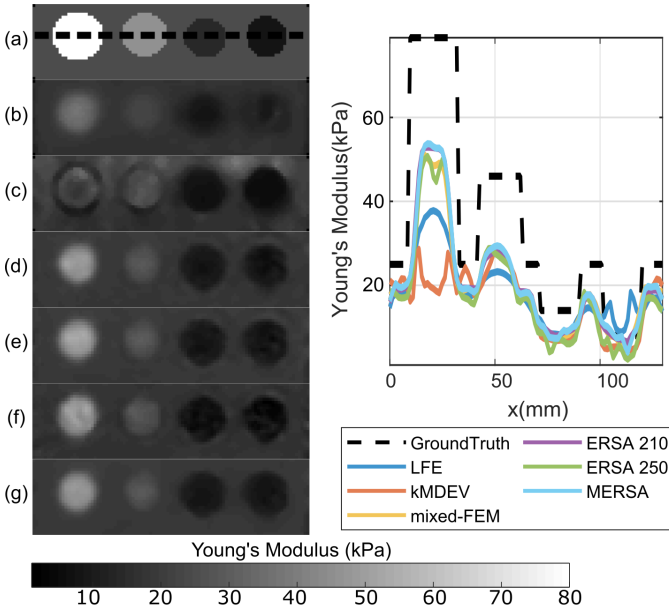 (a)
(b)
(c)
(d)
(e)
(f)
(g)
Young's Modulus(kPa)
60
40
20
0 50 100
x(mm)
GroundTruth ERSA 210
LFE ERSA 250
kMDEV MERSA
mixed-FEM
Young's Modulus (kPa)
10 20 30 40 50 60 70 80